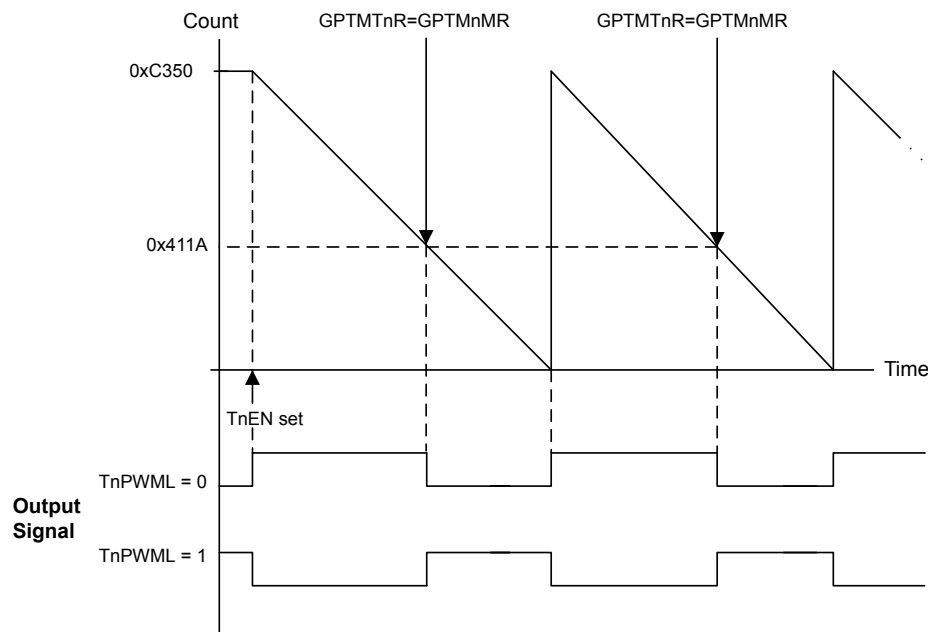 Count
GPTMTnR=GPTMnMR
GPTMTnR=GPTMnMR
0xC350
0x411A
Time
TnEN set
TnPWML = 0
Output
Signal
TnPWML = 1